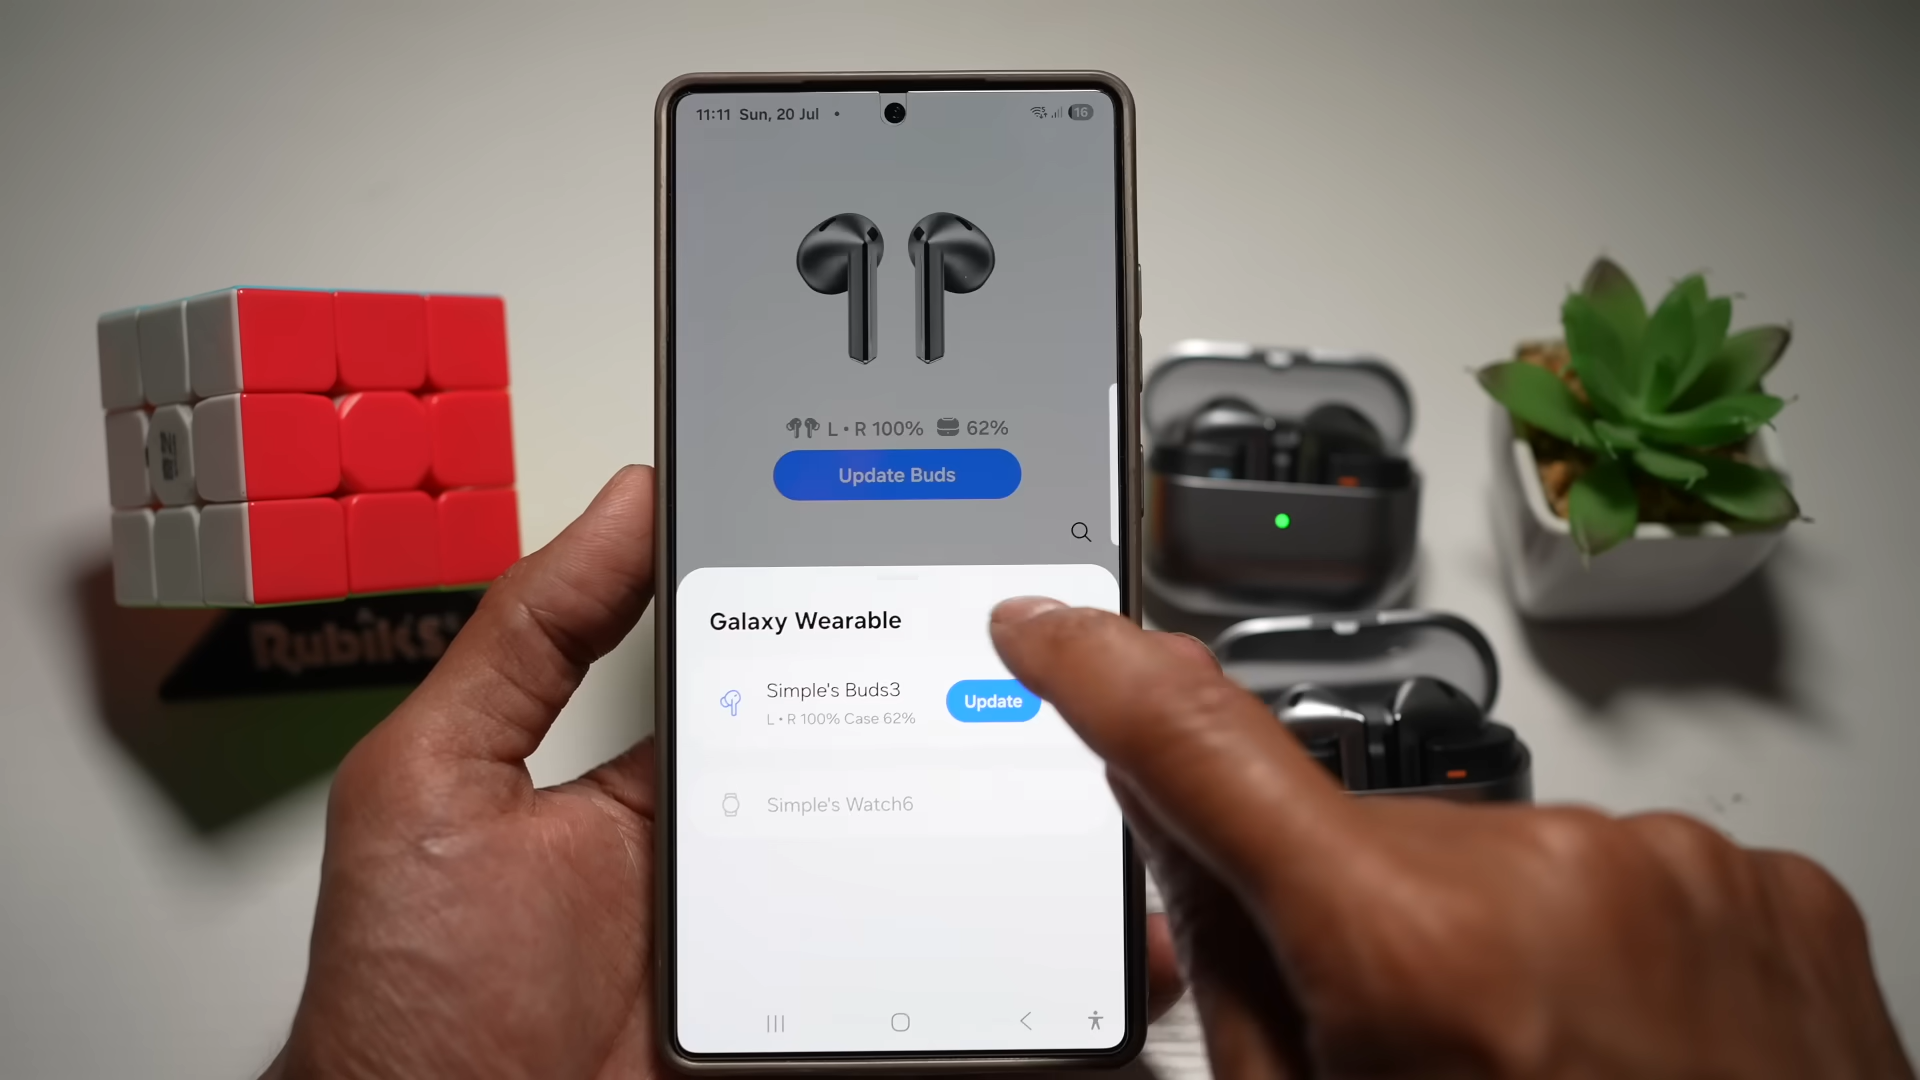 11:11 Sun, 20 Jul •
16
L • R 100% 62%
Update Buds
Galaxy Wearable
Simple's Buds3
L • R 100% Case 62%
Update
Simple's Watch6
Rubik's